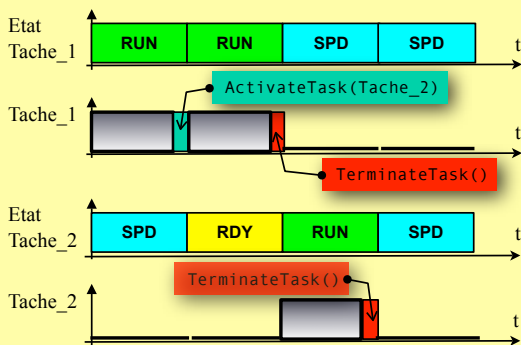 Etat
Tache_1
RUN RUN SPD SPD
t
ActivateTask(Tache_2)
Tache_1
t
TerminateTask()
Etat
Tache_2
SPD RDY RUN SPD
t
TerminateTask()
Tache_2
t